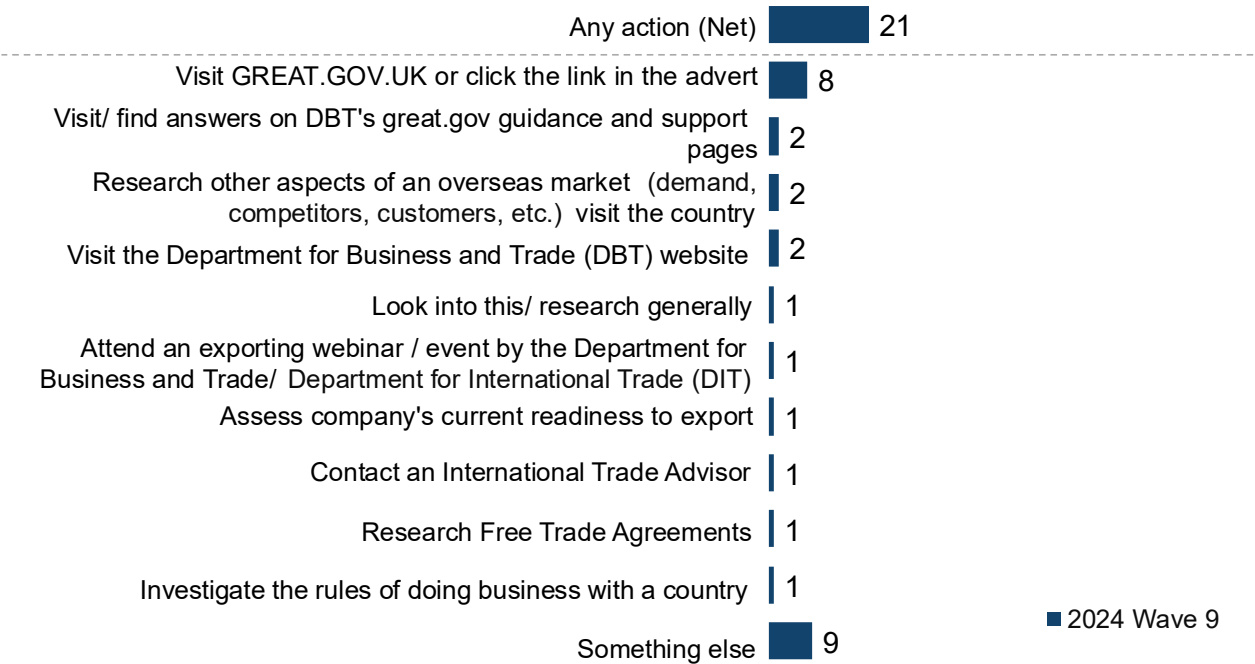 Any action (Net) 21
Visit GREAT.GOV.UK or click the link in the advert 8
Visit/ find answers on DBT's great.gov guidance and support
pages 2
Research other aspects of an overseas market (demand,
competitors, customers, etc.) visit the country 2
Visit the Department for Business and Trade (DBT) website 2
Look into this/ research generally 1
Attend an exporting webinar / event by the Department for
Business and Trade/ Department for International Trade (DIT) 1
Assess company's current readiness to export 1
Contact an International Trade Advisor 1
Research Free Trade Agreements 1
Investigate the rules of doing business with a country 1
2024 Wave 9
Something else 9